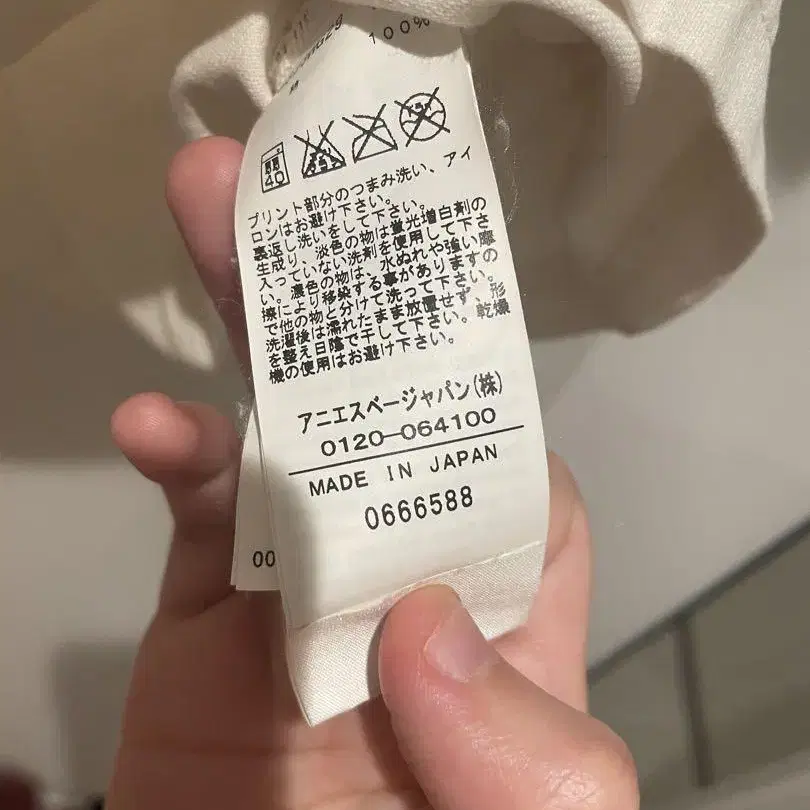 100%
M
40
プリント部分のつまみ洗い、アイ
ロンはお避け下さい。
裏返し洗いをして下さい。
生成り、淡色の物は蛍光増白剤の
入っていない洗剤を使用して下さ
い。濃色の物は、水ぬれや強い摩
擦により移染する事がありますの
で他の物と分けて洗って下さい。
洗濯後は濡れたまま放置せず、形
を整え日陰で干して下さい。乾燥
機の使用はお避け下さい。
アニエスベージャパン(株)
0120-064100
MADE IN JAPAN
0666588
00